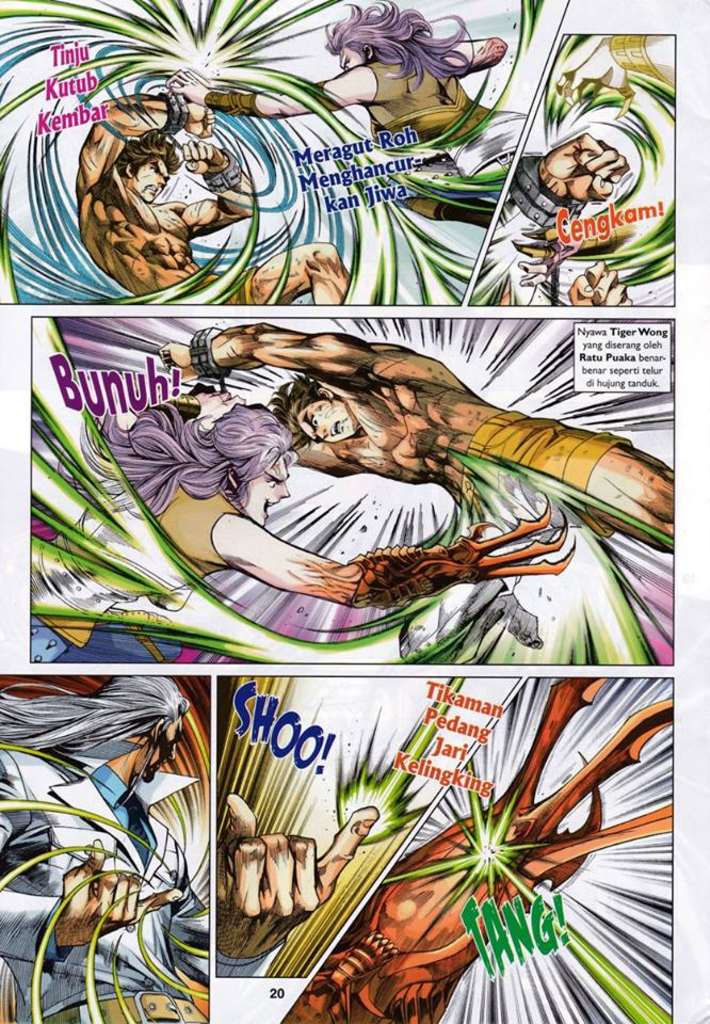 Tinju
Kutub
Kembar
Meragut Roh
Menghancur-
kan Jiwa
Cengkam!
Bunuh!
Nyawa Tiger Wong
yang diserang oleh
Ratu Puaka benar-
benar seperti telur
di hujung tanduk.
SHOO!
Tikaman
Pedang
Jari
Kelingking
TANG!
20